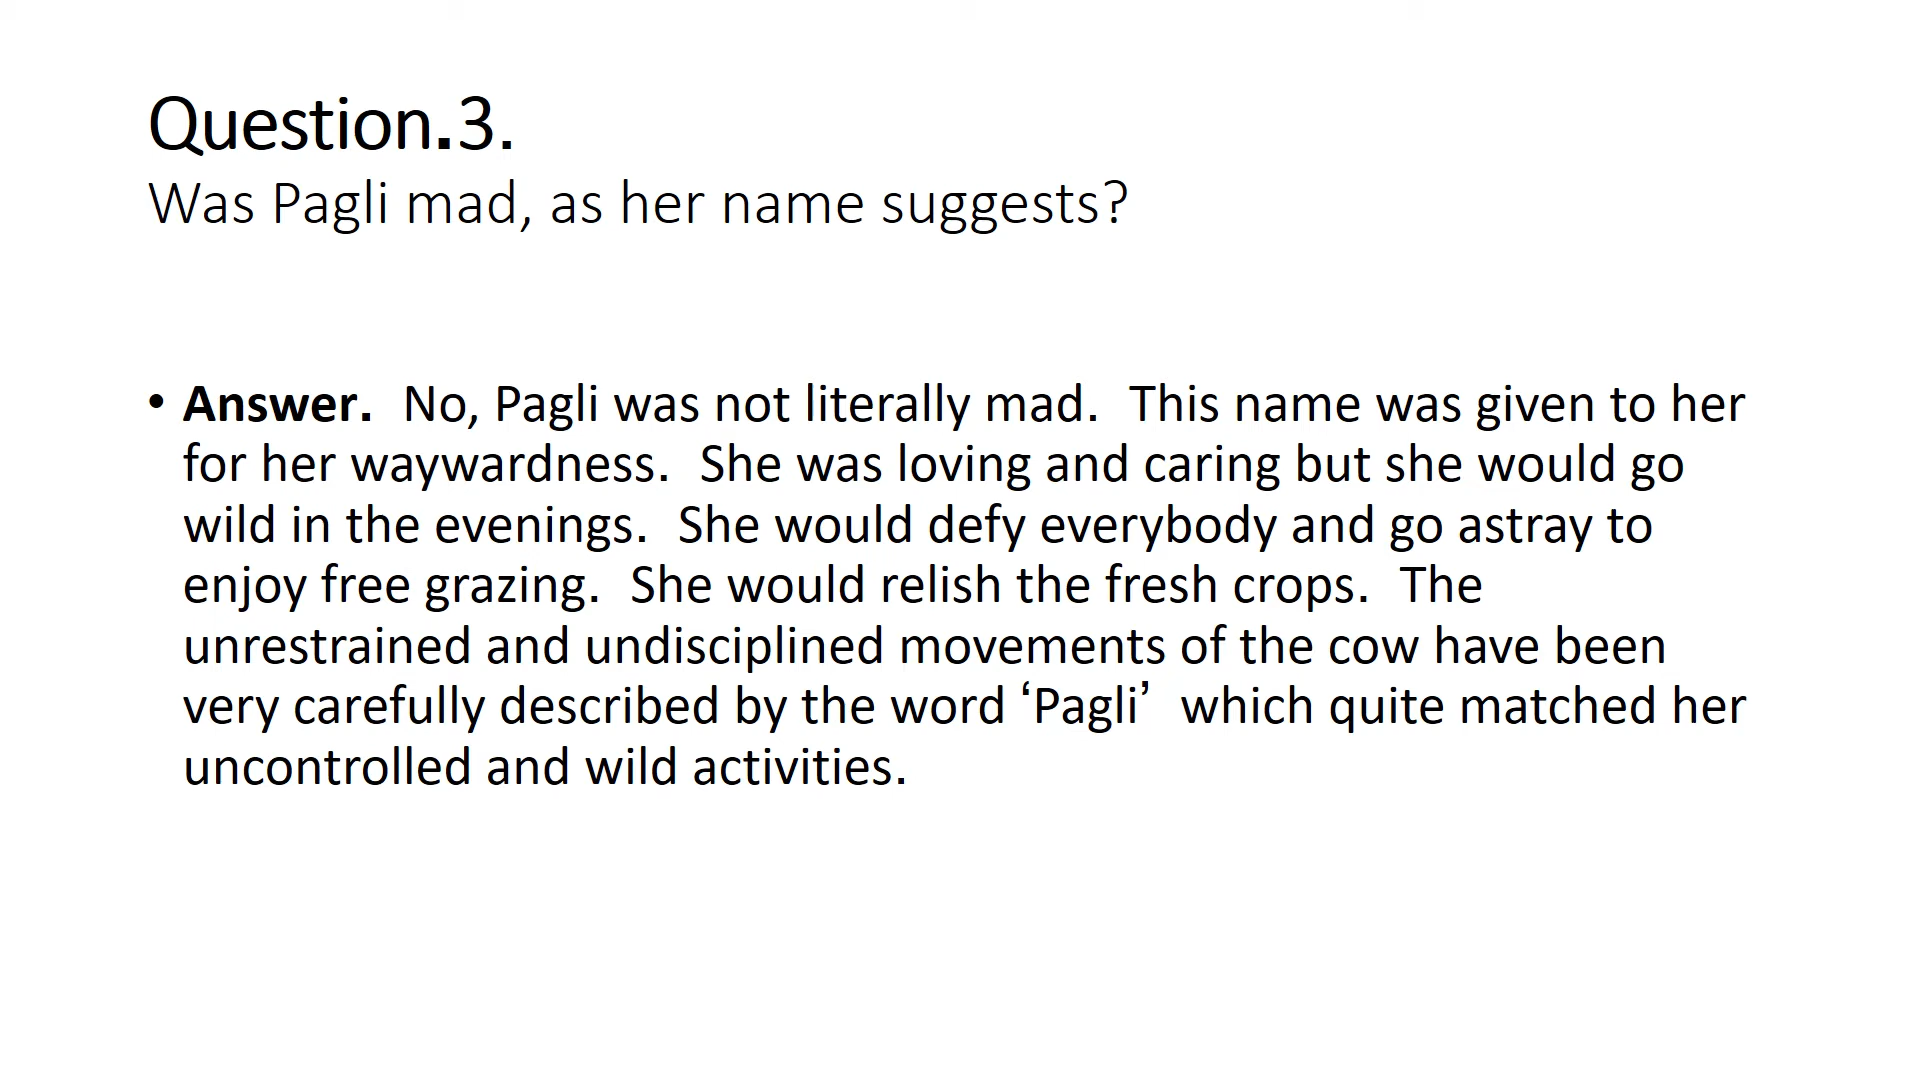 Question.3.
Was Pagli mad, as her name suggests?
• Answer.  No, Pagli was not literally mad.  This name was given to her
for her waywardness.  She was loving and caring but she would go
wild in the evenings.  She would defy everybody and go astray to
enjoy free grazing.  She would relish the fresh crops.  The
unrestrained and undisciplined movements of the cow have been
very carefully described by the word ‘Pagli’  which quite matched her
uncontrolled and wild activities.